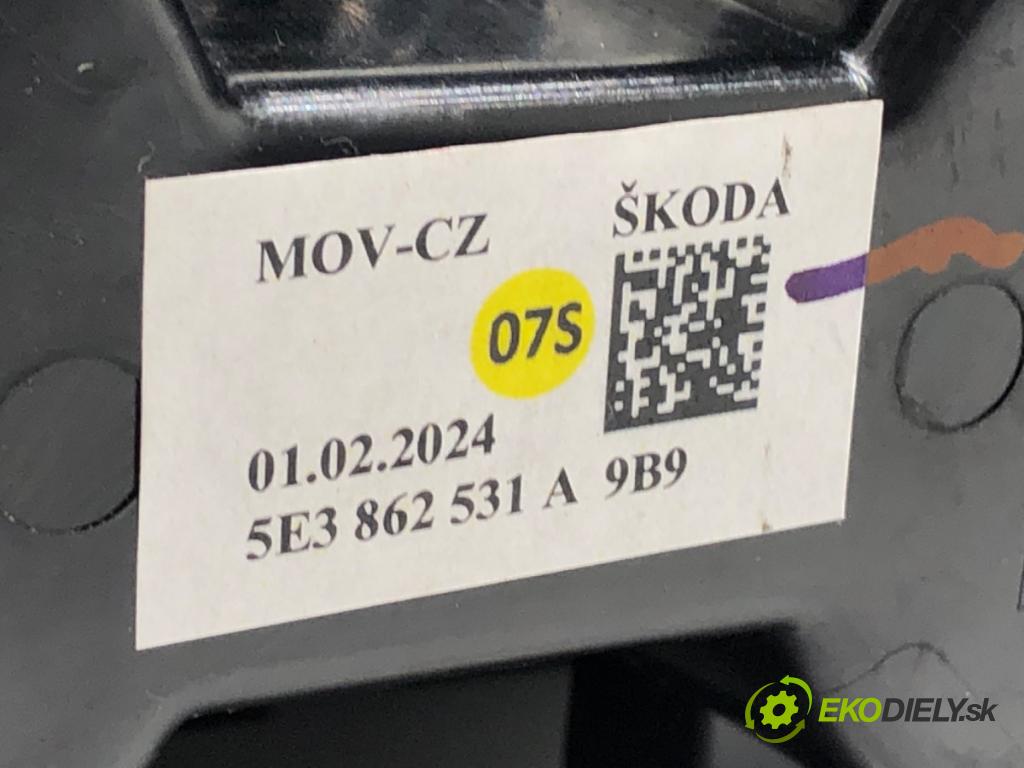 MOV-CZ
ŠKODA
07S
01.02.2024
5E3 862 531 A 9B9
EKODIELY.sk